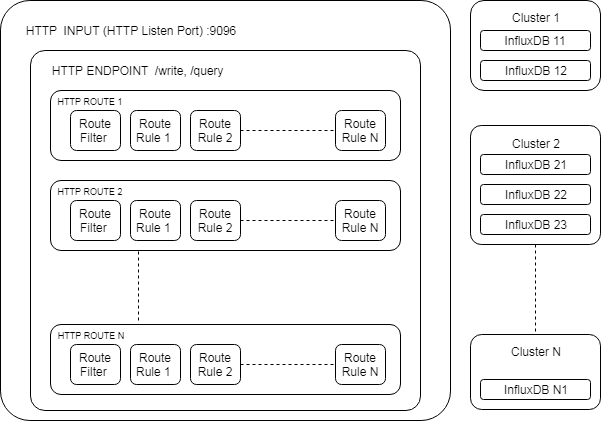 HTTP INPUT (HTTP Listen Port) :9096
HTTP ENDPOINT /write, /query
HTTP ROUTE 1
Route
Filter
Route
Rule 1
Route
Rule 2
Route
Rule N
HTTP ROUTE 2
Route
Filter
Route
Rule 1
Route
Rule 2
Route
Rule N
HTTP ROUTE N
Route
Filter
Route
Rule 1
Route
Rule 2
Route
Rule N
Cluster 1
InfluxDB 11
InfluxDB 12
Cluster 2
InfluxDB 21
InfluxDB 22
InfluxDB 23
Cluster N
InfluxDB N1